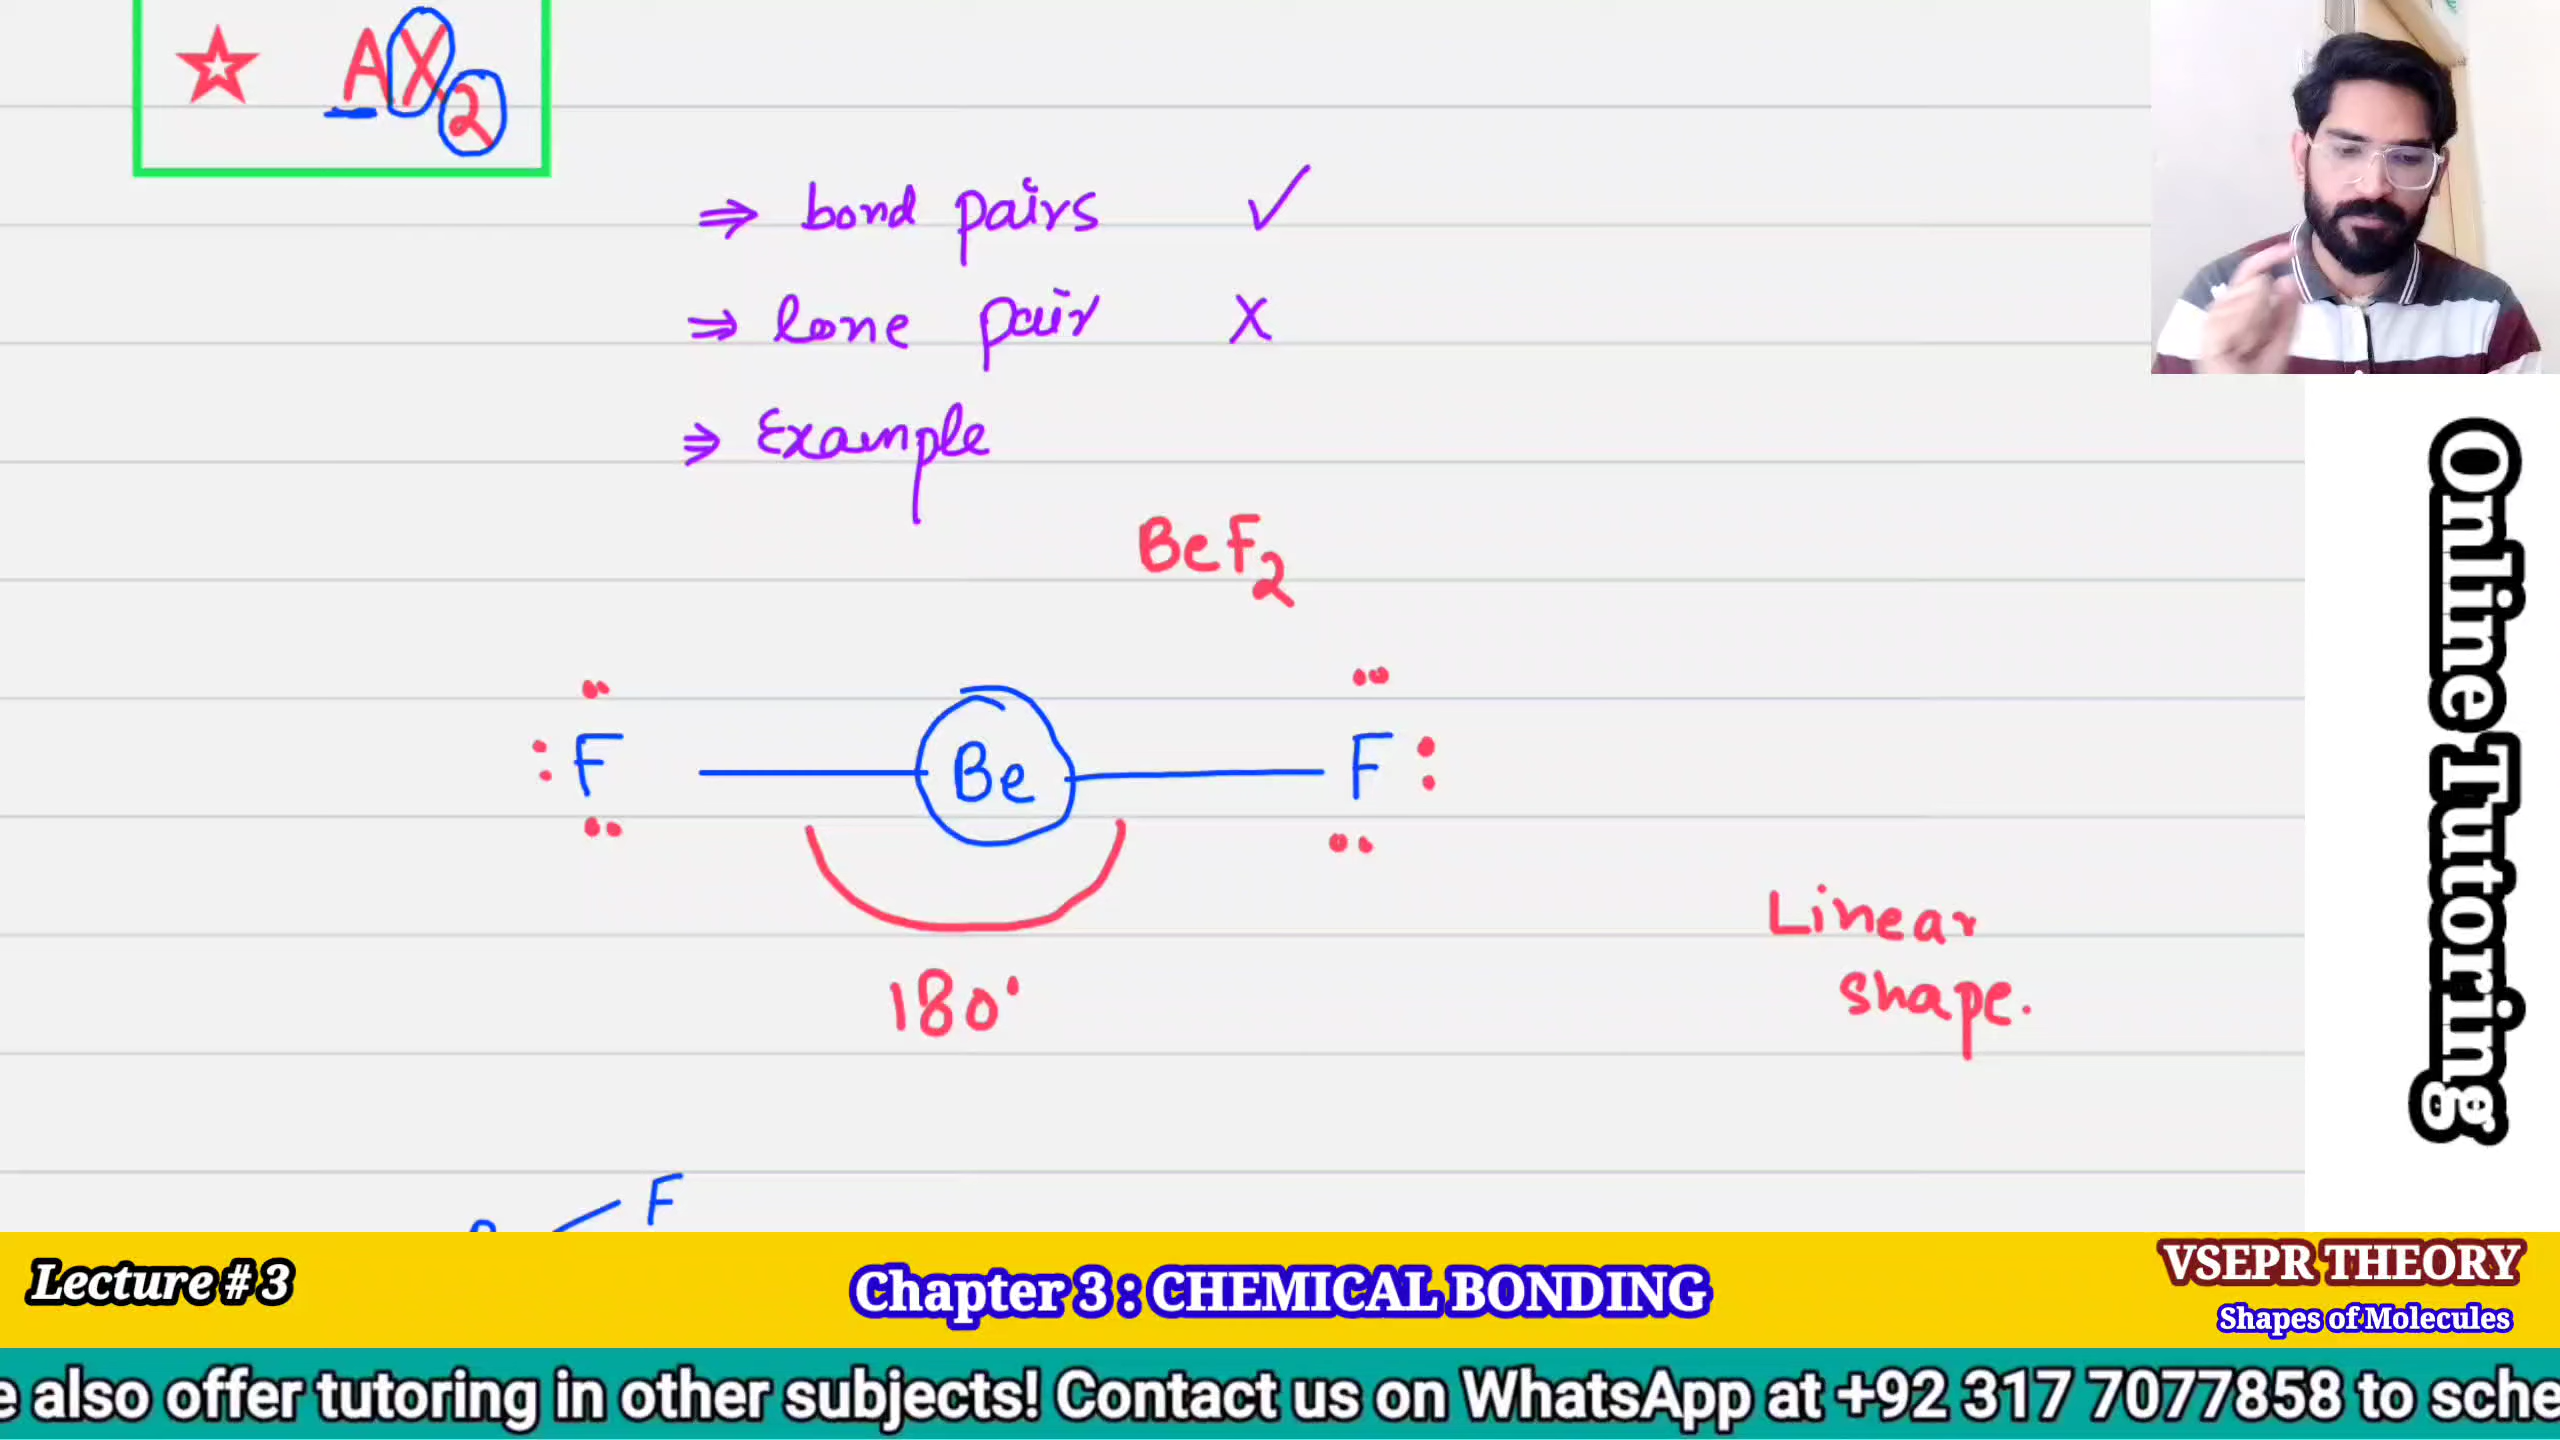 ☆ AX2
⇒ bond pairs ✓
⇒ lone pair X
⇒ Example
BeF2
:F — Be — F:
180°
Linear
shape.
F
Online Tutoring
Lecture # 3
Chapter 3 : CHEMICAL BONDING
VSEPR THEORY
Shapes of Molecules
also offer tutoring in other subjects! Contact us on WhatsApp at +92 317 7077858 to